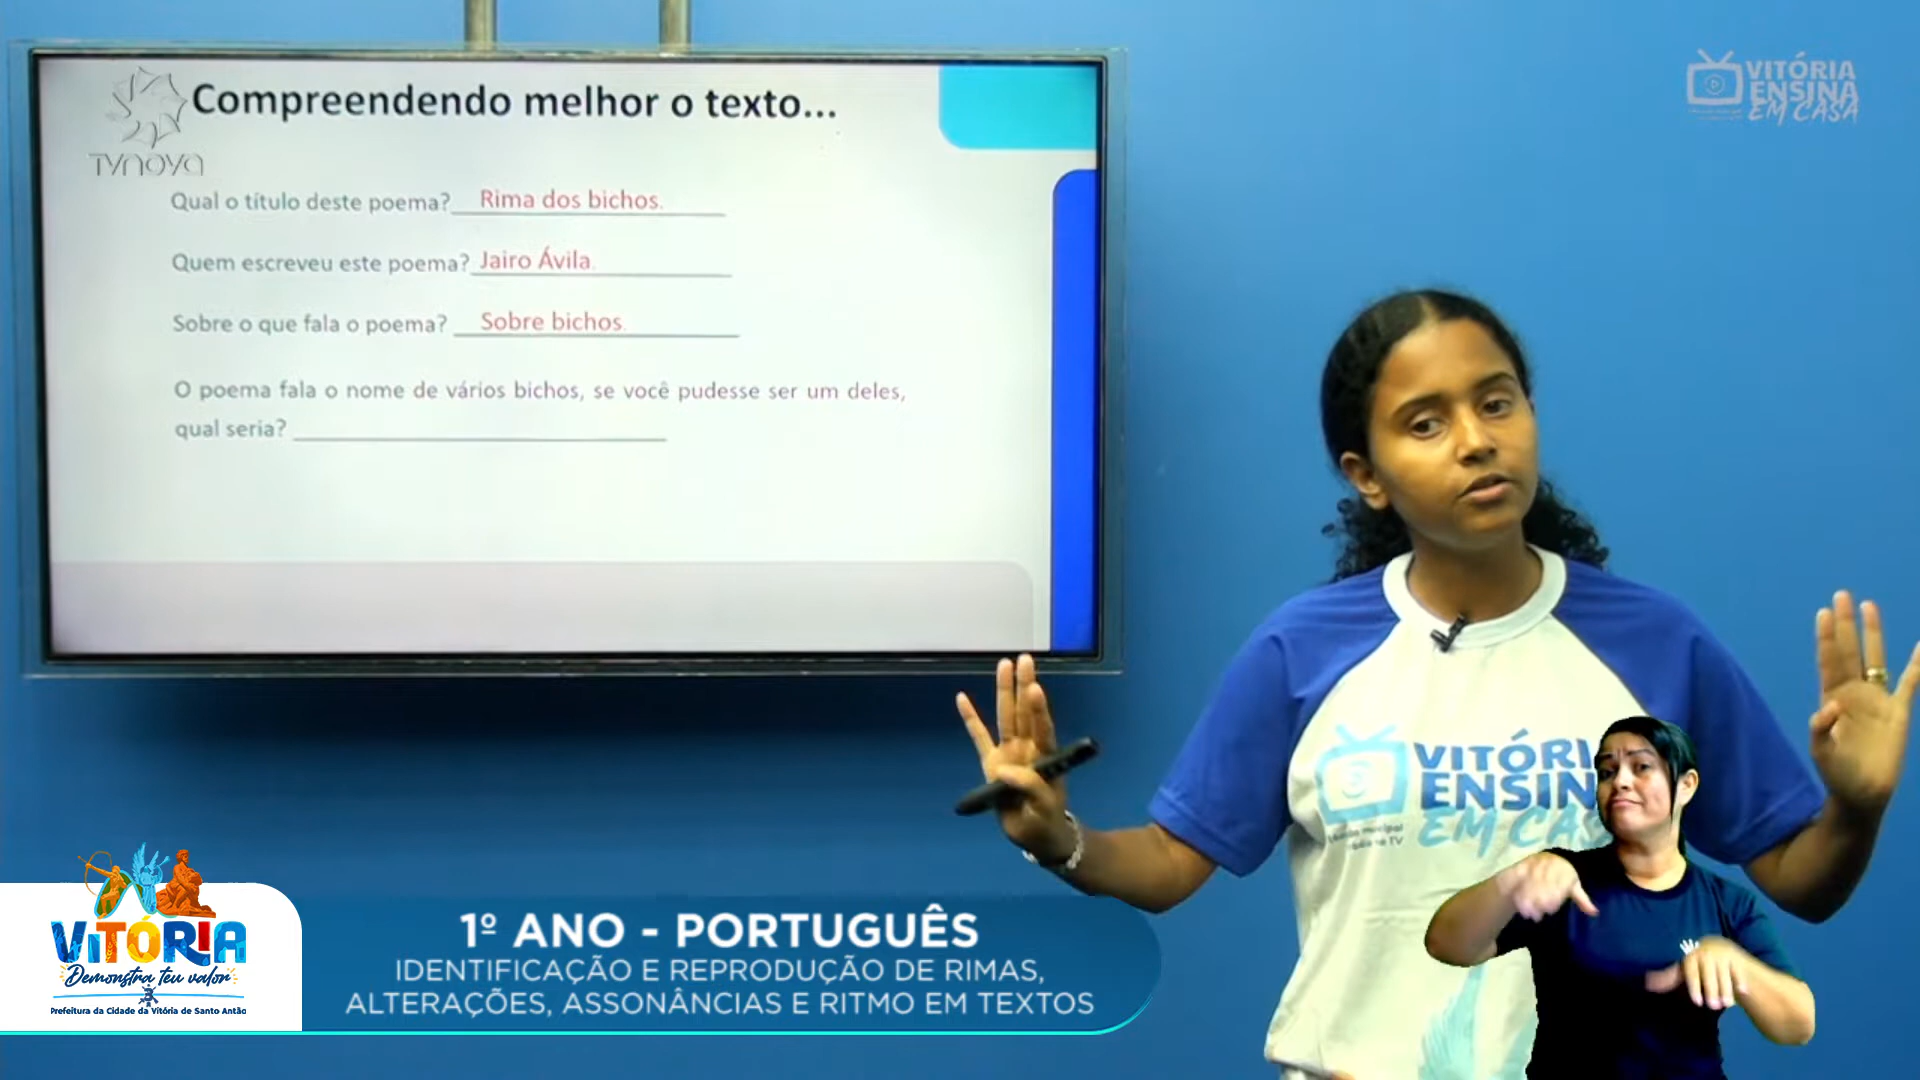 Compreendendo melhor o texto...
TVnova
Qual o título deste poema? Rima dos bichos.
Quem escreveu este poema? Jairo Ávila.
Sobre o que fala o poema? Sobre bichos.
O poema fala o nome de vários bichos, se você pudesse ser um deles,
qual seria?
VITÓRIA
ENSINA
EM CASA
VITÓRI
ENSIN
EM CAS
VITÓRIA
Demonstra teu valor
Prefeitura da Cidade da Vitória de Santo Antão
1º ANO - PORTUGUÊS
IDENTIFICAÇÃO E REPRODUÇÃO DE RIMAS,
ALTERAÇÕES, ASSONÂNCIAS E RITMO EM TEXTOS